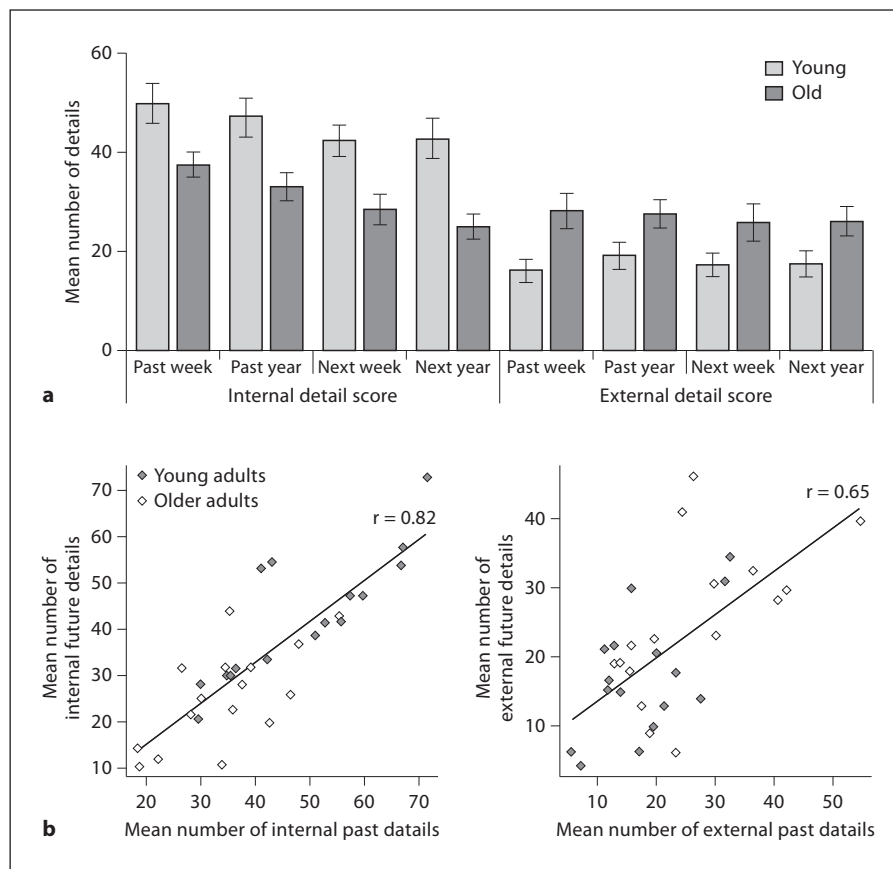 60
40
20
0
Mean number of details
Young
Old
Past week Past year Next week Next year Past week Past year Next week Next year
Internal detail score External detail score
a
Young adults
Older adults
r = 0.82
70
60
50
40
30
20
10
Mean number of
internal future details
20 30 40 50 60 70
Mean number of internal past datails
r = 0.65
40
30
20
10
Mean number of
external future details
10 20 30 40 50
Mean number of external past datails
b